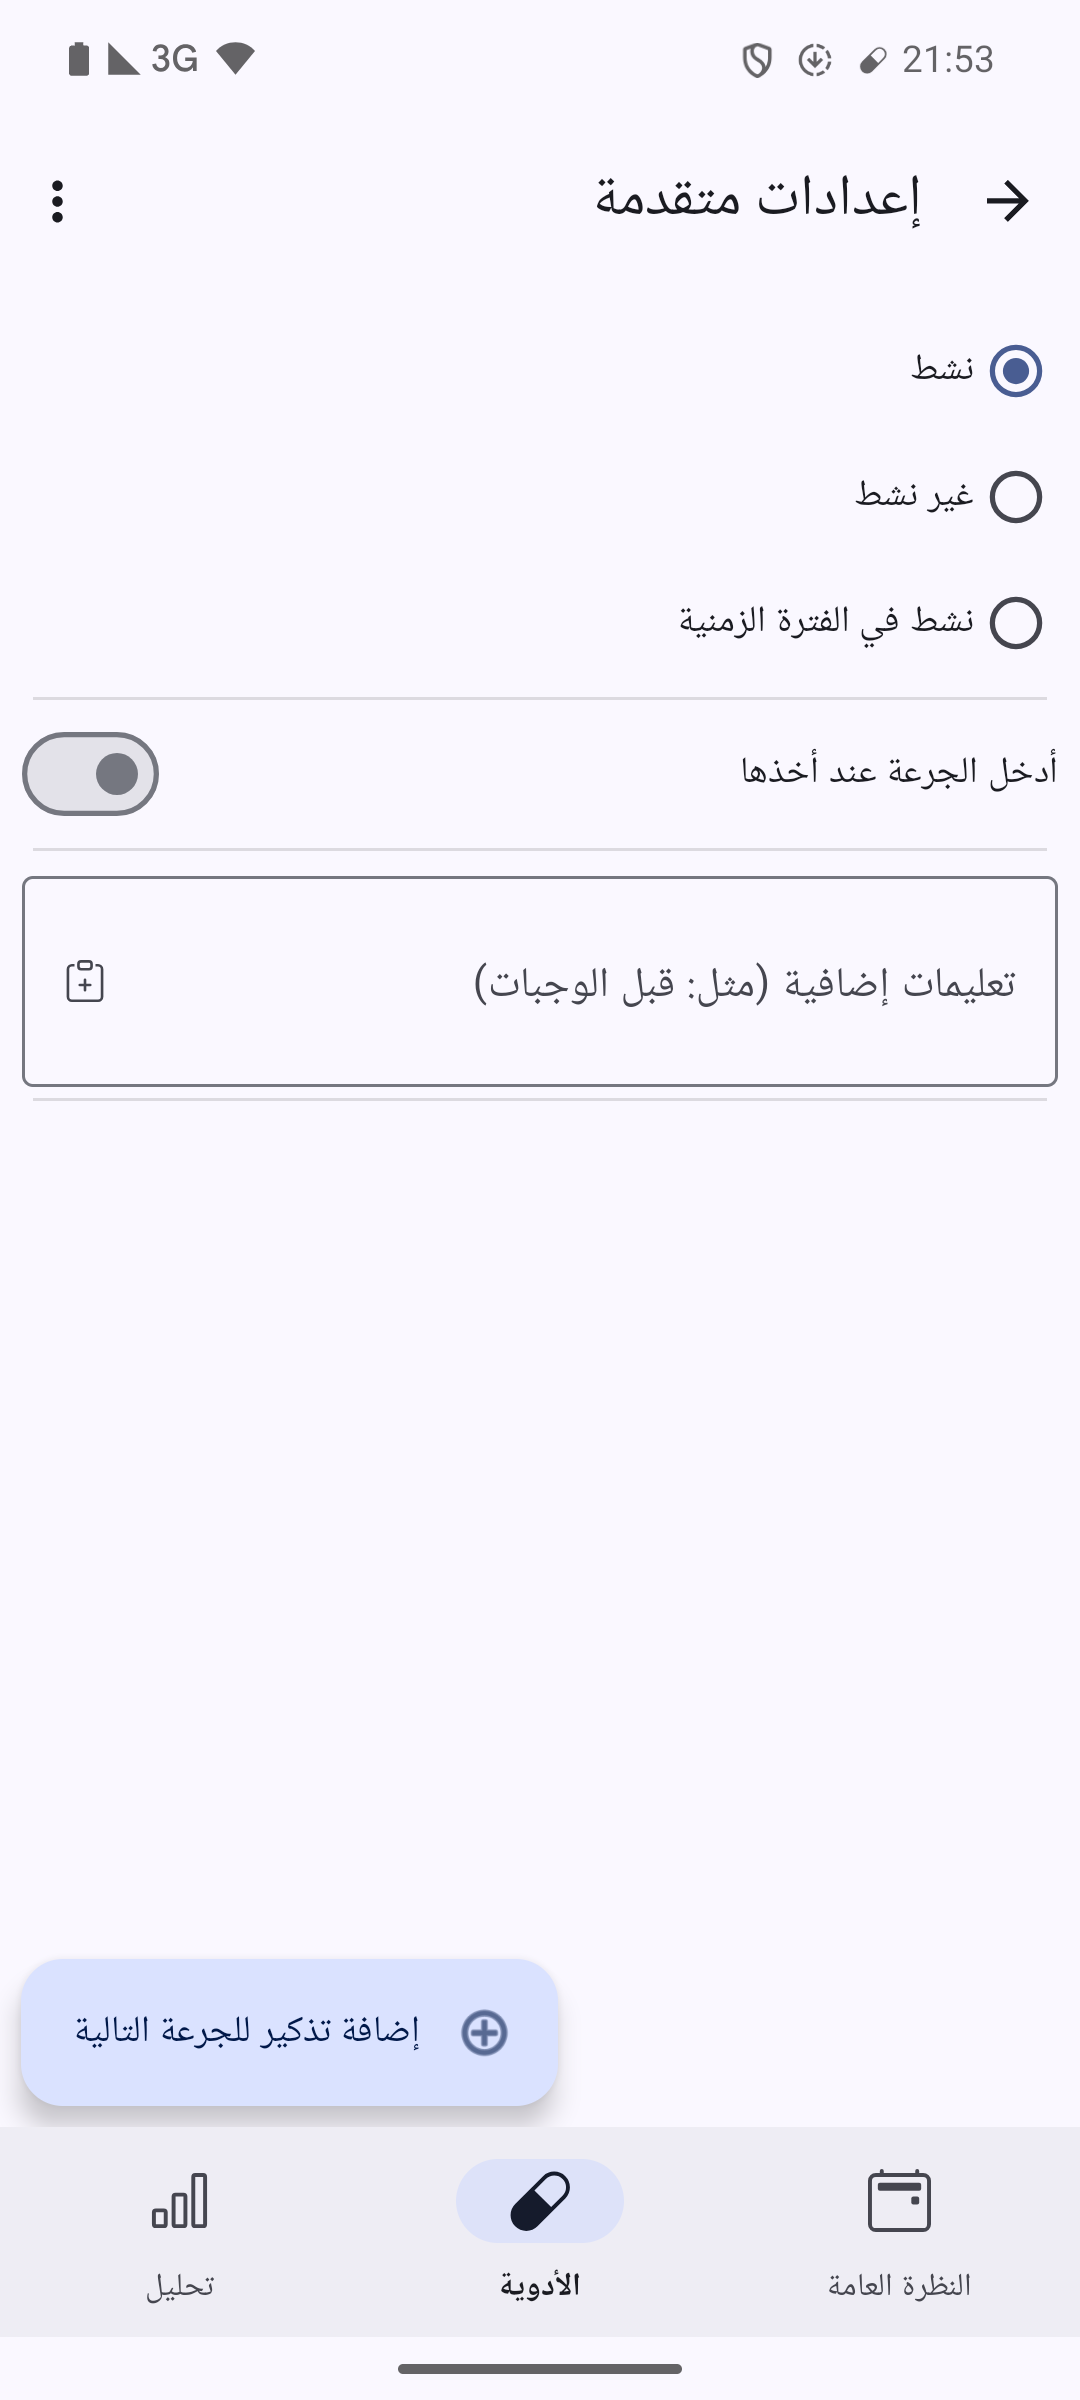 3G
21:53
إعدادات متقدمة
نشط
غير نشط
نشط في الفترة الزمنية
أدخل الجرعة عند أخذها
تعليمات إضافية (مثل: قبل الوجبات)
إضافة تذكير للجرعة التالية
النظرة العامة
الأدوية
تحليل